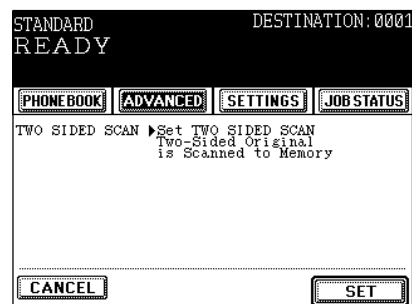 STANDARD DESTINATION:0001
READY
PHONEBOOK ADVANCED SETTINGS JOB STATUS
TWO SIDED SCAN ▶Set TWO SIDED SCAN
Two-Sided Original
is Scanned to Memory
CANCEL SET